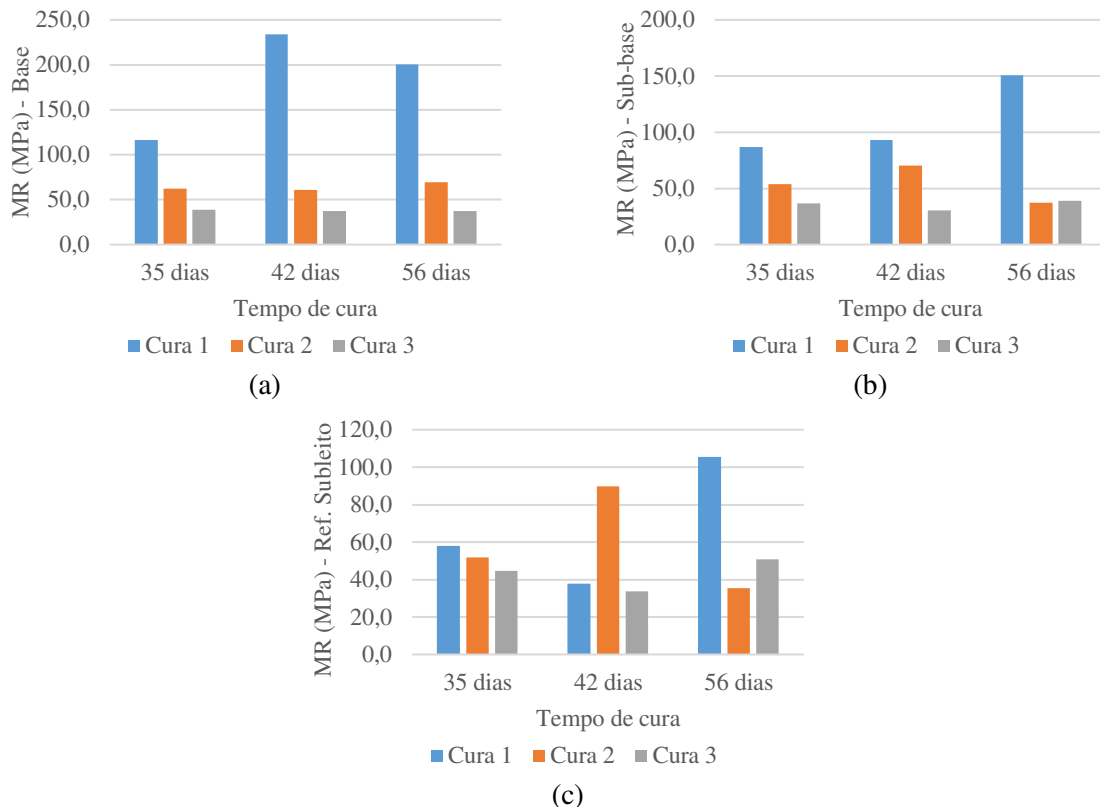 MR (MPa) - Base
250,0
200,0
150,0
100,0
50,0
0,0
35 dias 42 dias 56 dias
Tempo de cura
Cura 1 Cura 2 Cura 3
(a)
MR (MPa) - Sub-base
200,0
150,0
100,0
50,0
0,0
35 dias 42 dias 56 dias
Tempo de cura
Cura 1 Cura 2 Cura 3
(b)
MR (MPa) - Ref. Subleito
120,0
100,0
80,0
60,0
40,0
20,0
0,0
35 dias 42 dias 56 dias
Tempo de cura
Cura 1 Cura 2 Cura 3
(c)